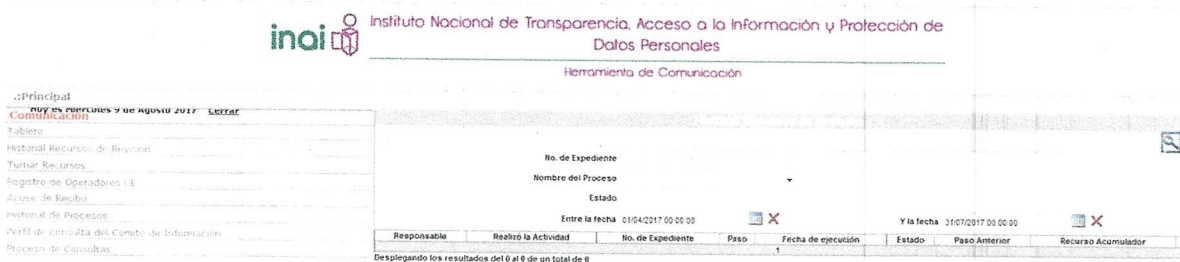 inai Instituto Nacional de Transparencia, Acceso a la Información y Protección de
Datos Personales
Herramienta de Comunicación
.::Principal
Hoy es miércoles 9 de Agosto 2017 Cerrar
Comunicación
Tablero
Historial Recursos de Revisión
Turnar Recursos
Registro de Operadores UE
Acuse de Recibo
Historial de Procesos
Perfil de consulta del Comité de Información
Proceso de Consultas
No. de Expediente
Nombre del Proceso
Estado
Entre la fecha 01/04/2017 00:00:00 Y la fecha 31/07/2017 00:00:00
Responsable Realizó la Actividad No. de Expediente Paso Fecha de ejecución Estado Paso Anterior Recurso Acumulador
1
Desplegando los resultados del 0 al 0 de un total de 0